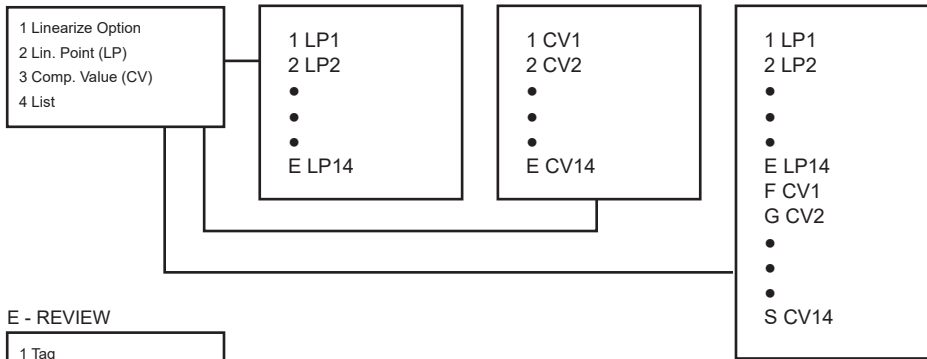 1 Linearize Option
2 Lin. Point (LP)
3 Comp. Value (CV)
4 List
1 LP1
2 LP2
●
●
●
E LP14
1 CV1
2 CV2
●
●
●
E CV14
1 LP1
2 LP2
●
●
●
E LP14
F CV1
G CV2
●
●
●
S CV14
E - REVIEW
1 Tag